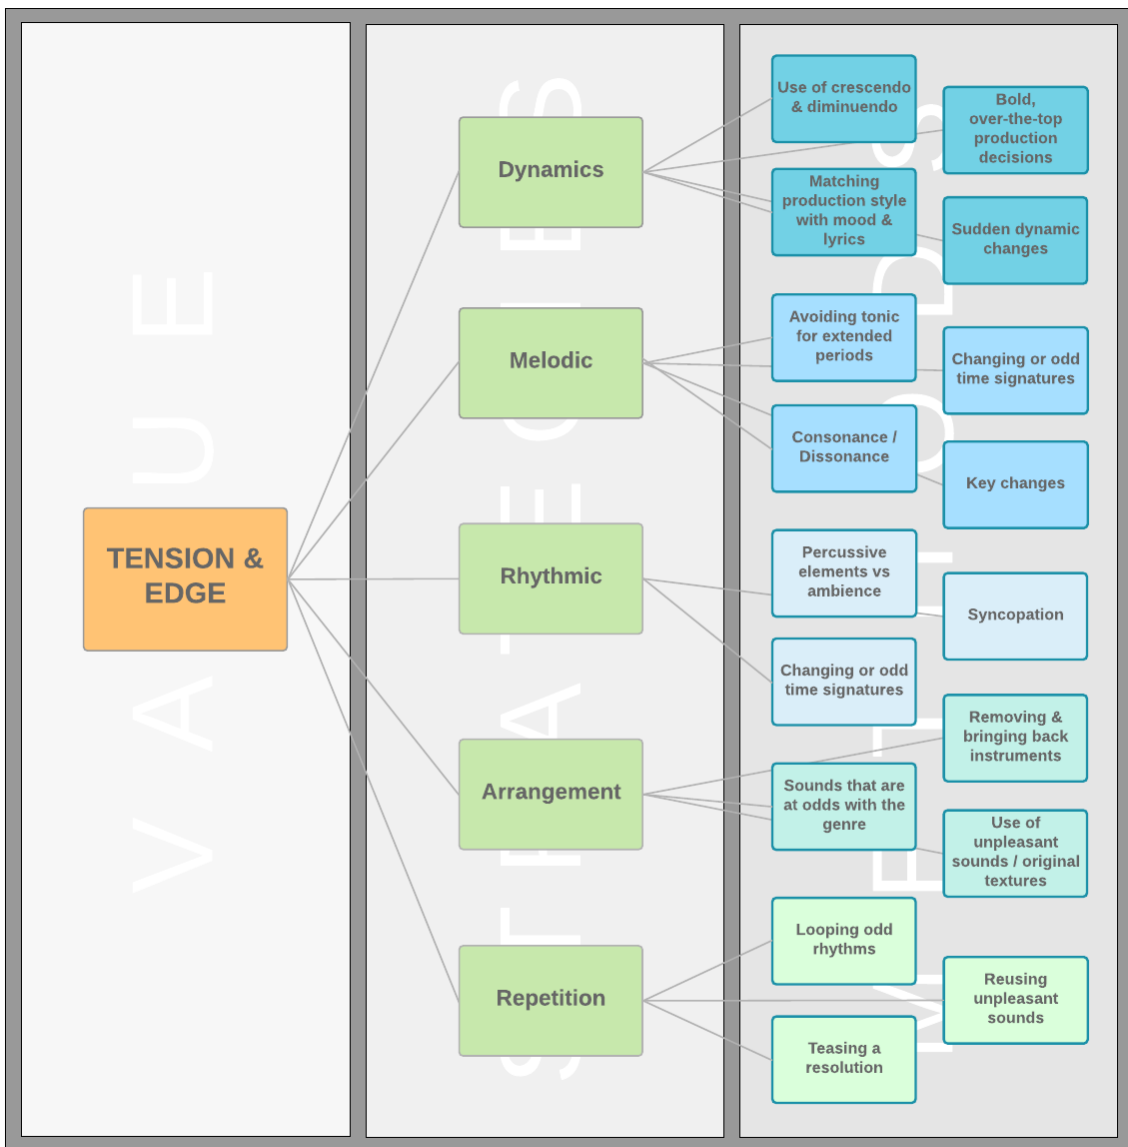 VALUE
TENSION &
EDGE
STRATEGIES
Dynamics
Melodic
Rhythmic
Arrangement
Repetition
METHODS
Use of crescendo
& diminuendo
Bold,
over-the-top
production
decisions
Matching
production style
with mood &
lyrics
Sudden dynamic
changes
Avoiding tonic
for extended
periods
Changing or odd
time signatures
Consonance /
Dissonance
Key changes
Percussive
elements vs
ambience
Syncopation
Changing or odd
time signatures
Removing &
bringing back
instruments
Sounds that are
at odds with the
genre
Use of
unpleasant
sounds / original
textures
Looping odd
rhythms
Reusing
unpleasant
sounds
Teasing a
resolution